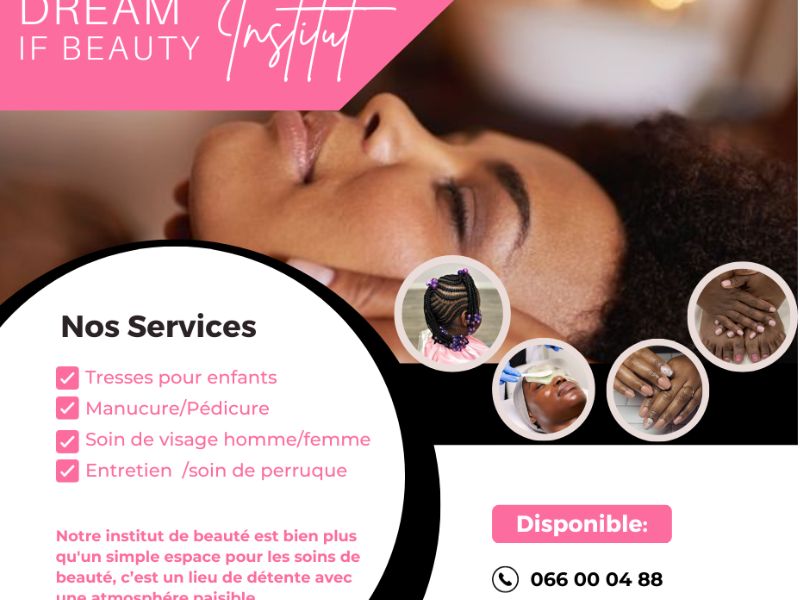 DREAM
IF BEAUTY Institut
Nos Services
Tresses pour enfants
Manucure/Pédicure
Soin de visage homme/femme
Entretien /soin de perruque
Notre institut de beauté est bien plus
qu'un simple espace pour les soins de
beauté, c'est un lieu de détente avec
une atmosphére paisible
Disponible:
066 00 04 88